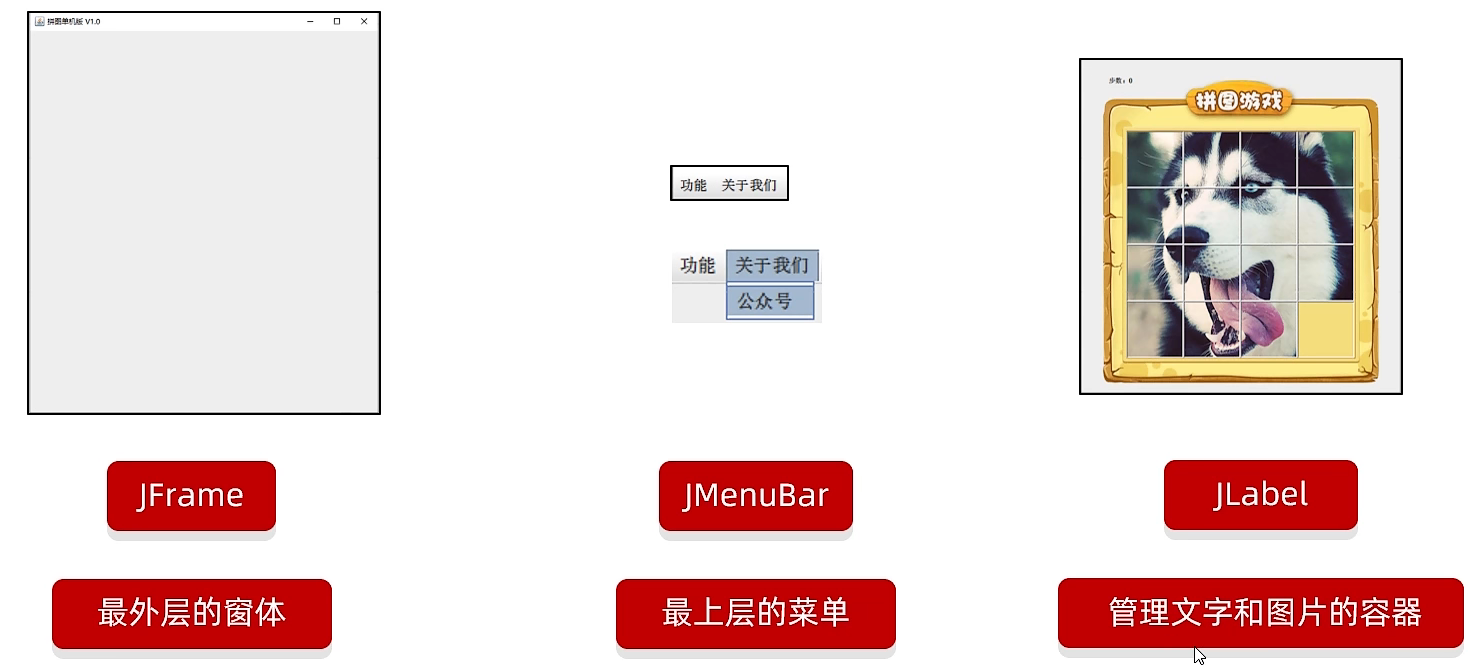 拼图单机版 V1.0
功能 关于我们
功能 关于我们
公众号
步数：0
拼图游戏
JFrame
JMenuBar
JLabel
最外层的窗体
最上层的菜单
管理文字和图片的容器